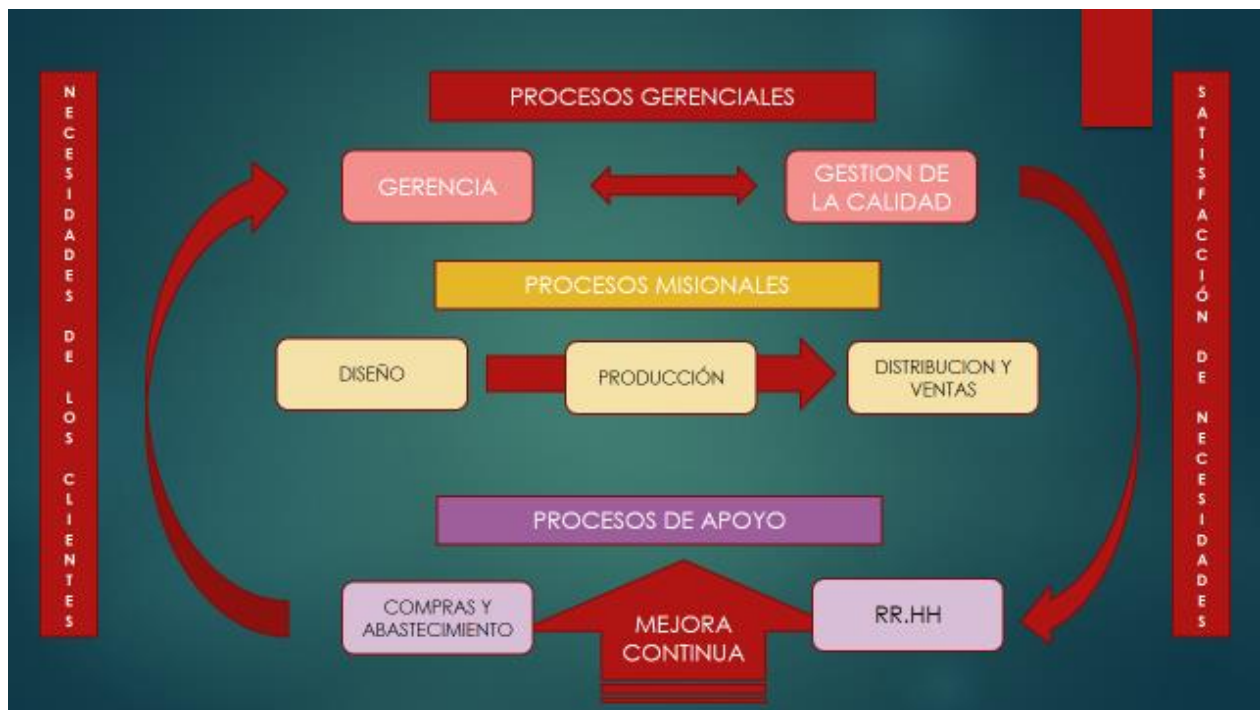 NECESIDADES DE LOS CLIENTES
PROCESOS GERENCIALES
GERENCIA
GESTION DE
LA CALIDAD
PROCESOS MISIONALES
DISEÑO
PRODUCCIÓN
DISTRIBUCION Y
VENTAS
PROCESOS DE APOYO
COMPRAS Y
ABASTECIMIENTO
MEJORA
CONTINUA
RR.HH
SATISFACCIÓN DE NECESIDADES